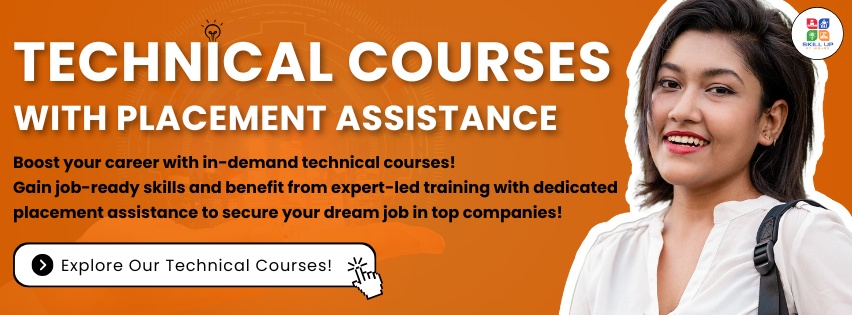 TECHNICAL COURSES
WITH PLACEMENT ASSISTANCE
Boost your career with in-demand technical courses!
Gain job-ready skills and benefit from expert-led training with dedicated
placement assistance to secure your dream job in top companies!
Explore Our Technical Courses!
SKILL UP